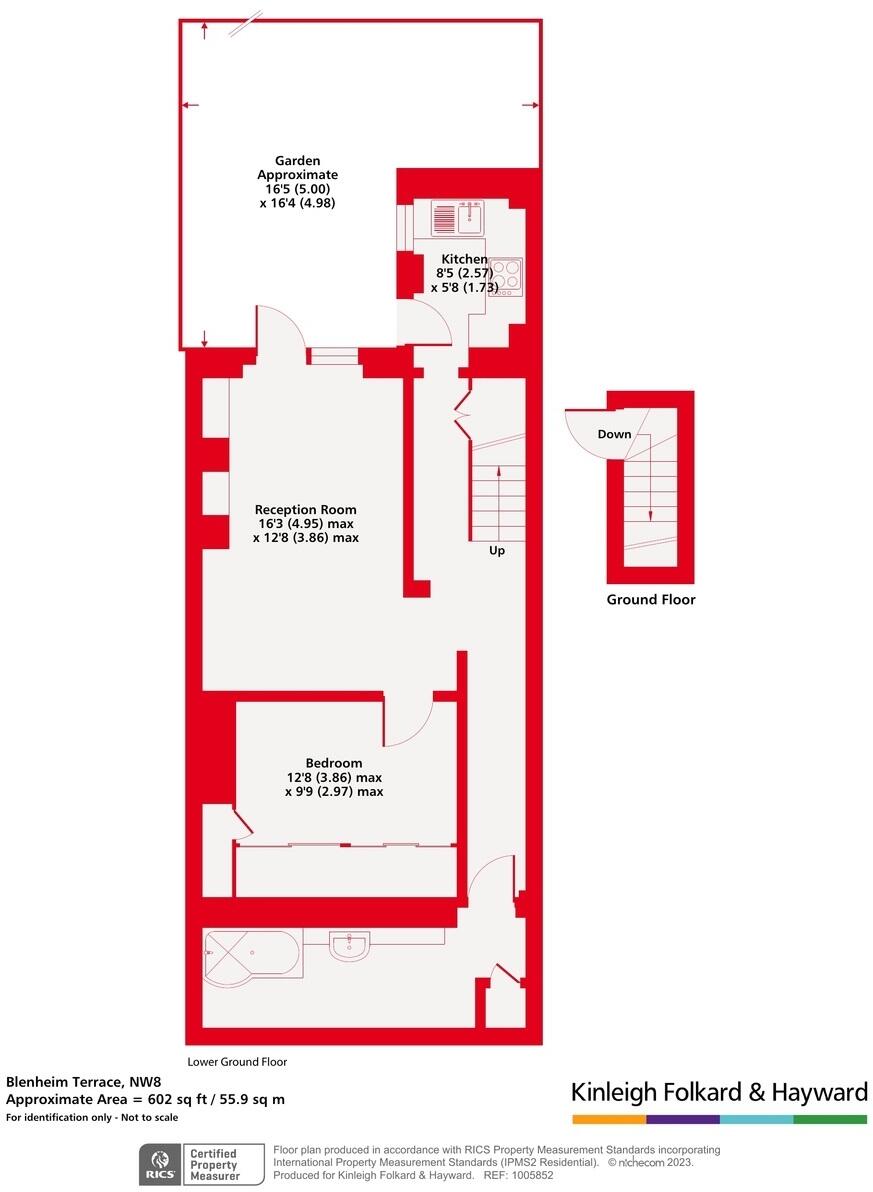 Garden
Approximate
16'5 (5.00)
x 16'4 (4.98)
Kitchen
8'5 (2.57)
x 5'8 (1.73)
Down
Reception Room
16'3 (4.95) max
x 12'8 (3.86) max
Up
Ground Floor
Bedroom
12'8 (3.86) max
x 9'9 (2.97) max
Lower Ground Floor
Blenheim Terrace, NW8
Approximate Area = 602 sq ft / 55.9 sq m
For identification only - Not to scale
Kinleigh Folkard & Hayward
RICS
Certified
Property
Measurer
Floor plan produced in accordance with RICS Property Measurement Standards incorporating
International Property Measurement Standards (IPMS2 Residential). © nichecom 2023.
Produced for Kinleigh Folkard & Hayward. REF: 1005852